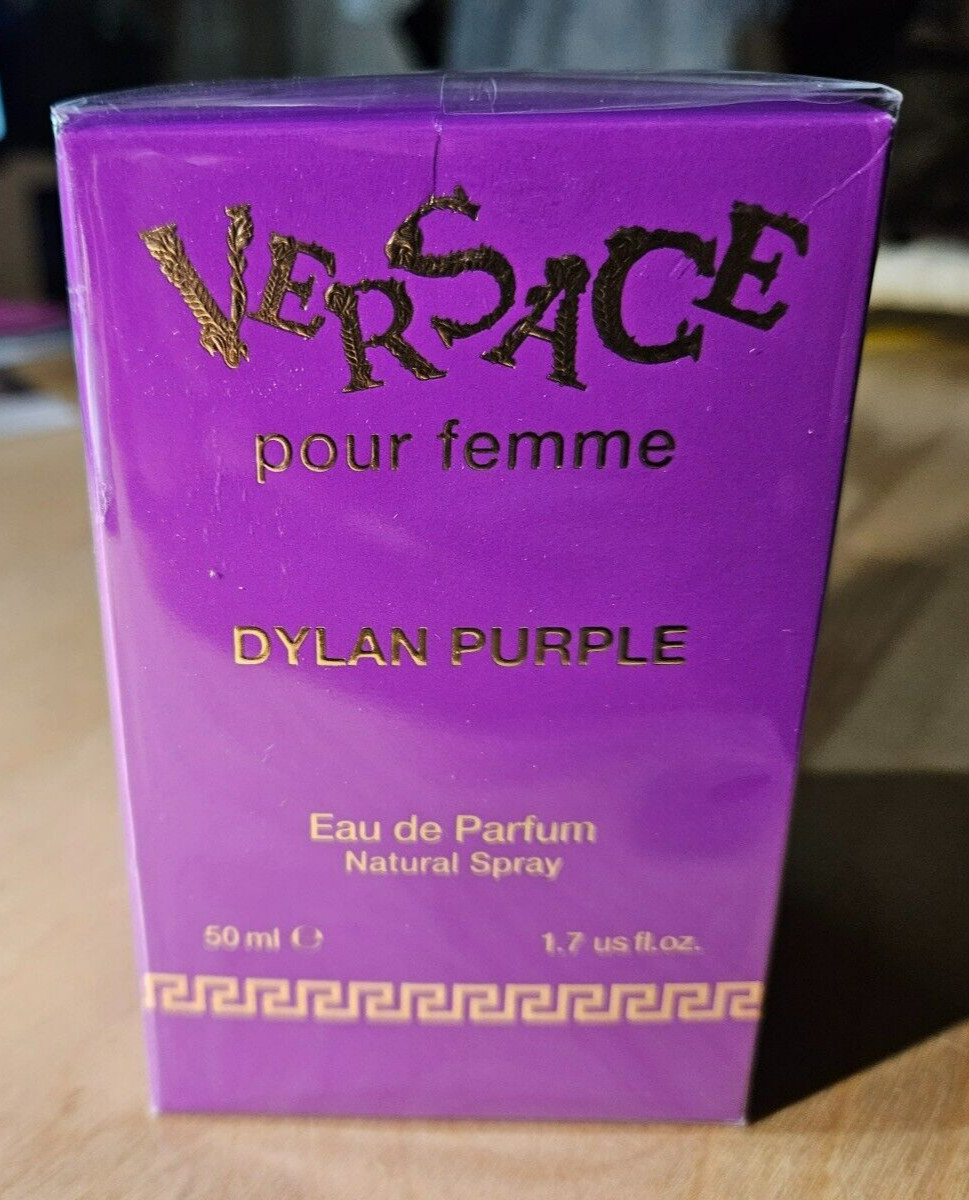 VERSACE
pour femme
DYLAN PURPLE
Eau de Parfum
Natural Spray
50 ml ℮ 1.7 us fl.oz.